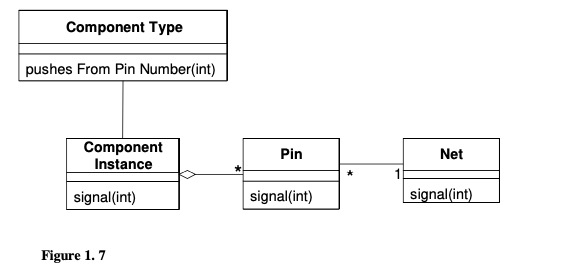 Component Type
pushes From Pin Number(int)
Component
Instance
signal(int)
*
Pin
signal(int)
*
1
Net
signal(int)
Figure 1. 7